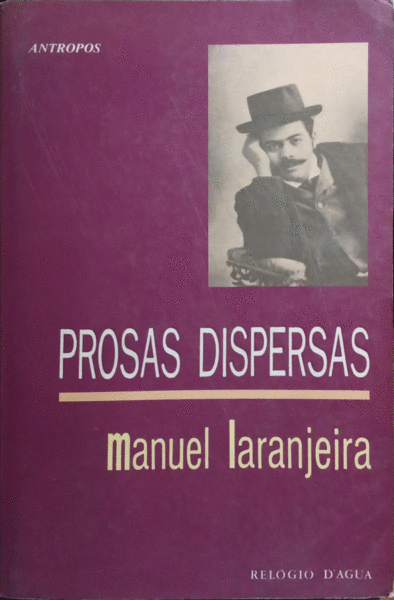 ANTROPOS
PROSAS DISPERSAS
manuel laranjeira
RELOGIO D'AGUA